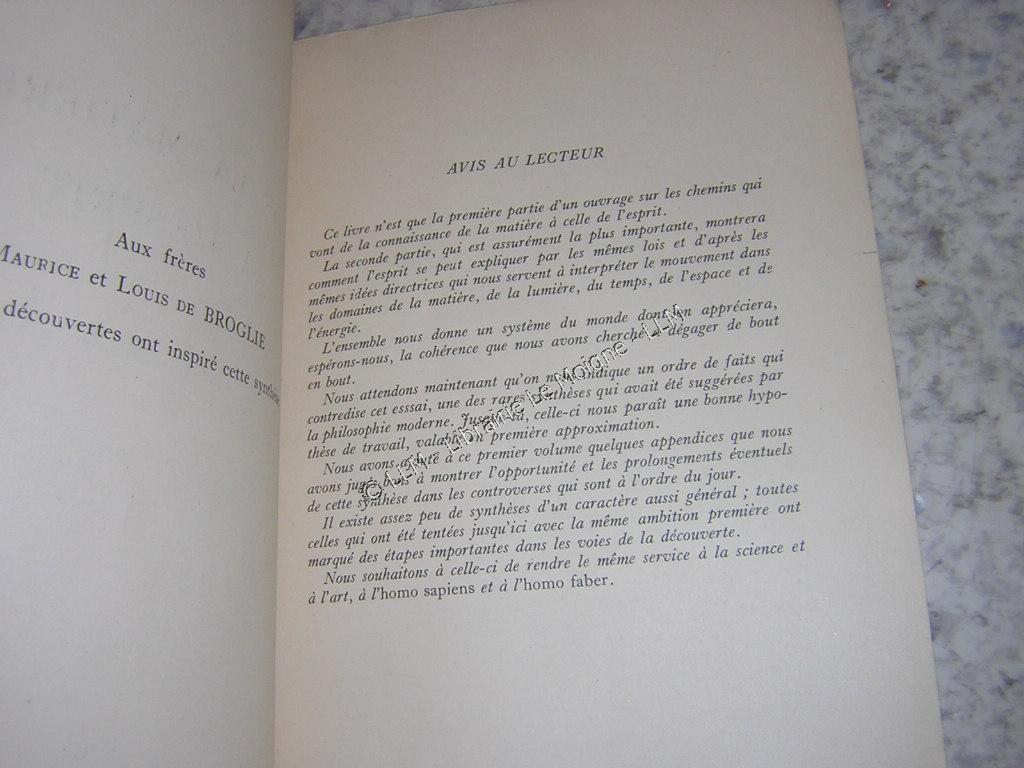 Aux frères
MAURICE et LOUIS DE BROGLIE
découvertes ont inspiré cette synthèse
AVIS AU LECTEUR
Ce livre n'est que la première partie d'un ouvrage sur les chemins qui
vont de la connaissance de la matière à celle de l'esprit.
La seconde partie, qui est assurément la plus importante, montrera
comment l'esprit se peut expliquer par les mêmes lois et d'après les
mêmes idées directrices qui nous servent à interpréter le mouvement dans
les domaines de la matière, de la lumière, du temps, de l'espace et de
l'énergie.
L'ensemble nous donne un système du monde dont on appréciera,
espérons-nous, la cohérence que nous avons cherché à dégager de bout
en bout.
Nous attendons maintenant qu'on nous indique un ordre de faits qui
contredise cet esssai, une des rares synthèses qui avait été suggérées par
la philosophie moderne. Jusque là, celle-ci nous paraît une bonne hypo-
thèse de travail, valable en première approximation.
Nous avons ajouté à ce premier volume quelques appendices que nous
avons jugé bon à montrer l'opportunité et les prolongements éventuels
de cette synthèse dans les controverses qui sont à l'ordre du jour.
Il existe assez peu de synthèses d'un caractère aussi général ; toutes
celles qui ont été tentées jusqu'ici avec la même ambition première ont
marqué des étapes importantes dans les voies de la découverte.
Nous souhaitons à celle-ci de rendre le même service à la science et
à l'art, à l'homo sapiens et à l'homo faber.
© LLM - Librairie Le Moigne - LLM